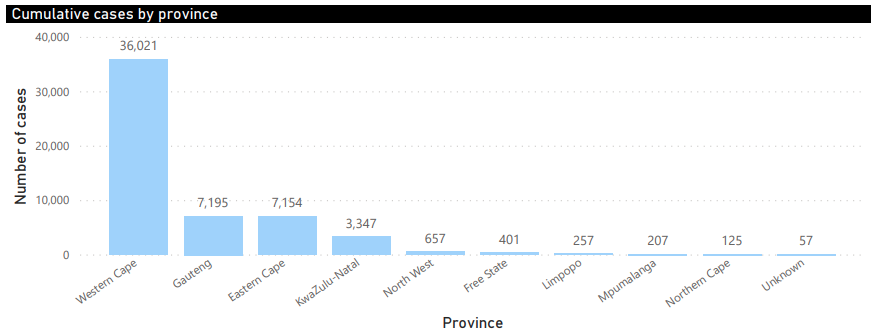 Cumulative cases by province
Number of cases
40,000
30,000
20,000
10,000
0
36,021
7,195
7,154
3,347
657
401
257
207
125
57
Western Cape
Gauteng
Eastern Cape
KwaZulu-Natal
North West
Free State
Limpopo
Mpumalanga
Northern Cape
Unknown
Province